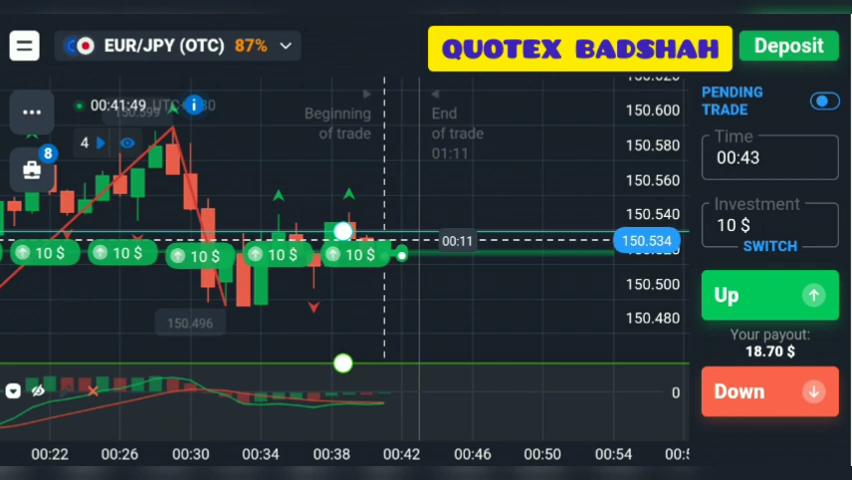 EUR/JPY (OTC) 87%
QUOTEX BADSHAH
Deposit
00:41:49
150.599
Beginning
of trade
End
of trade
01:11
4
8
10 $
10 $
10 $
10 $
10 $
00:11
150.496
150.600
150.580
150.560
150.540
150.534
150.500
150.480
0
00:22
00:26
00:30
00:34
00:38
00:42
00:46
00:50
00:54
PENDING
TRADE
Time
00:43
Investment
10 $
SWITCH
Up
Your payout:
18.70 $
Down